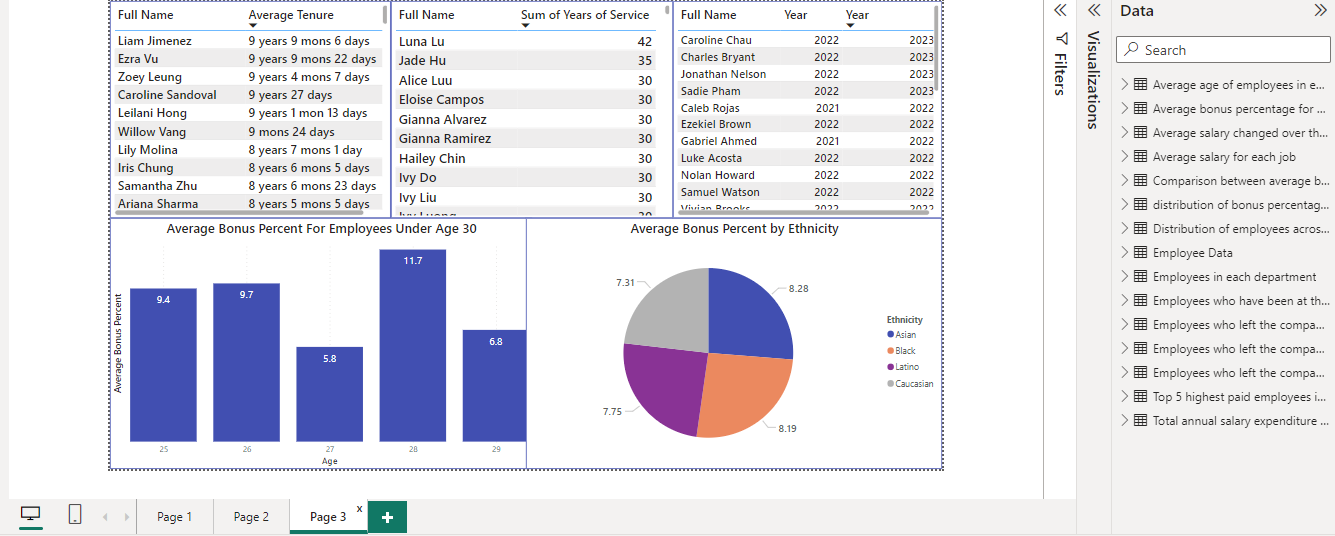 Full Name Average Tenure
Liam Jimenez 9 years 9 mons 6 days
Ezra Vu 9 years 9 mons 22 days
Zoey Leung 9 years 4 mons 7 days
Caroline Sandoval 9 years 27 days
Leilani Hong 9 years 1 mon 13 days
Willow Vang 9 mons 24 days
Lily Molina 8 years 7 mons 1 day
Iris Chung 8 years 6 mons 5 days
Samantha Zhu 8 years 6 mons 23 days
Ariana Sharma 8 years 5 mons 5 days
Full Name Sum of Years of Service
Luna Lu 42
Jade Hu 35
Alice Luu 30
Eloise Campos 30
Gianna Alvarez 30
Gianna Ramirez 30
Hailey Chin 30
Ivy Do 30
Ivy Liu 30
Ivy Luong 30
Full Name Year Year
Caroline Chau 2022 2023
Charles Bryant 2022 2023
Jonathan Nelson 2022 2023
Sadie Pham 2022 2023
Caleb Rojas 2021 2022
Ezekiel Brown 2022 2022
Gabriel Ahmed 2021 2022
Luke Acosta 2022 2022
Nolan Howard 2022 2022
Samuel Watson 2022 2022
Vivian Brooks 2022 2022
Average Bonus Percent For Employees Under Age 30
Average Bonus Percent
9.4
9.7
5.8
11.7
6.8
25 26 27 28 29
Age
Average Bonus Percent by Ethnicity
7.31
8.28
7.75
8.19
Ethnicity
Asian
Black
Latino
Caucasian
Filters
Visualizations
Data
Search
Average age of employees in e...
Average bonus percentage for ...
Average salary changed over th...
Average salary for each job
Comparison between average b...
distribution of bonus percentag...
Distribution of employees acros...
Employee Data
Employees in each department
Employees who have been at th...
Employees who left the compa...
Employees who left the compa...
Employees who left the compa...
Top 5 highest paid employees i...
Total annual salary expenditure ...
Page 1
Page 2
Page 3 x
+